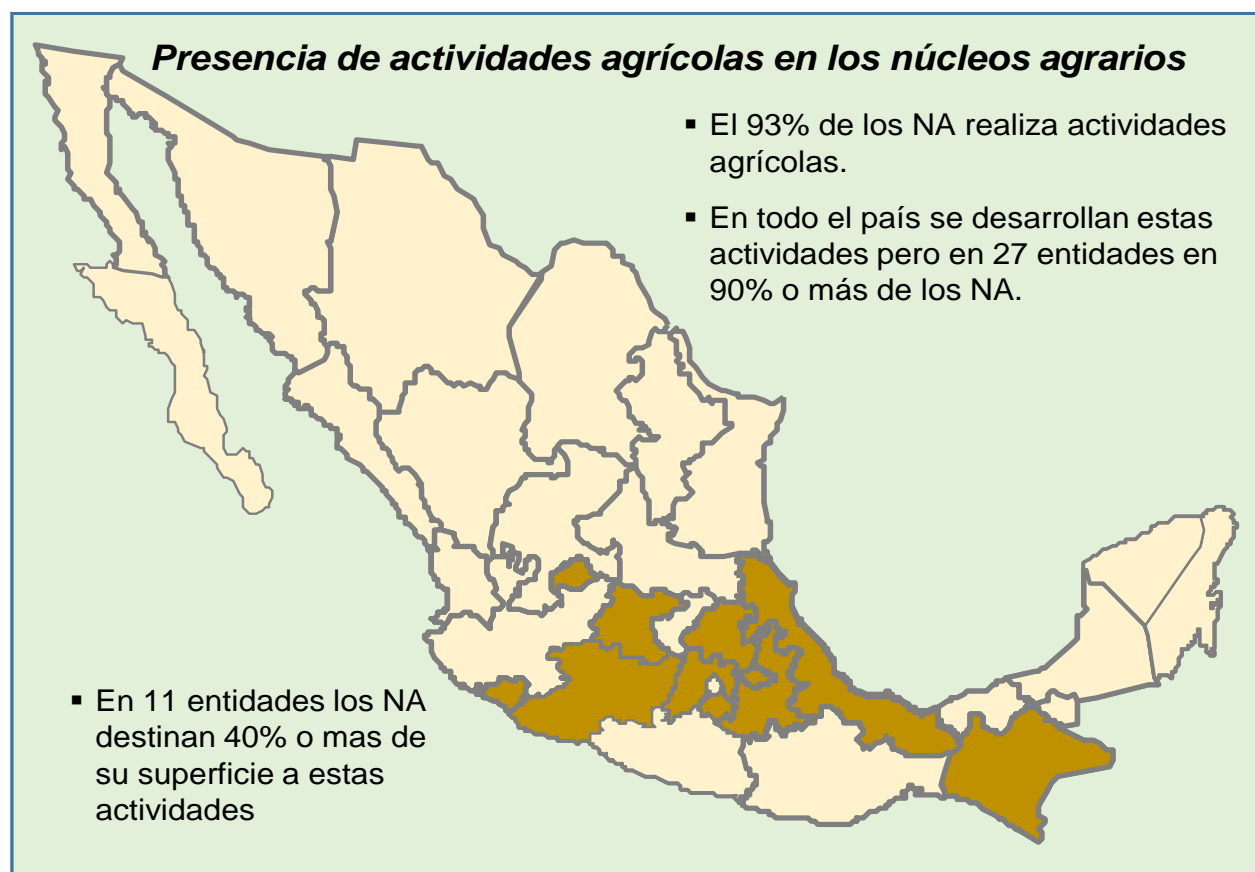 Presencia de actividades agrícolas en los núcleos agrarios
▪ El 93% de los NA realiza actividades
agrícolas.
▪ En todo el país se desarrollan estas
actividades pero en 27 entidades en
90% o más de los NA.
▪ En 11 entidades los NA
destinan 40% o mas de
su superficie a estas
actividades